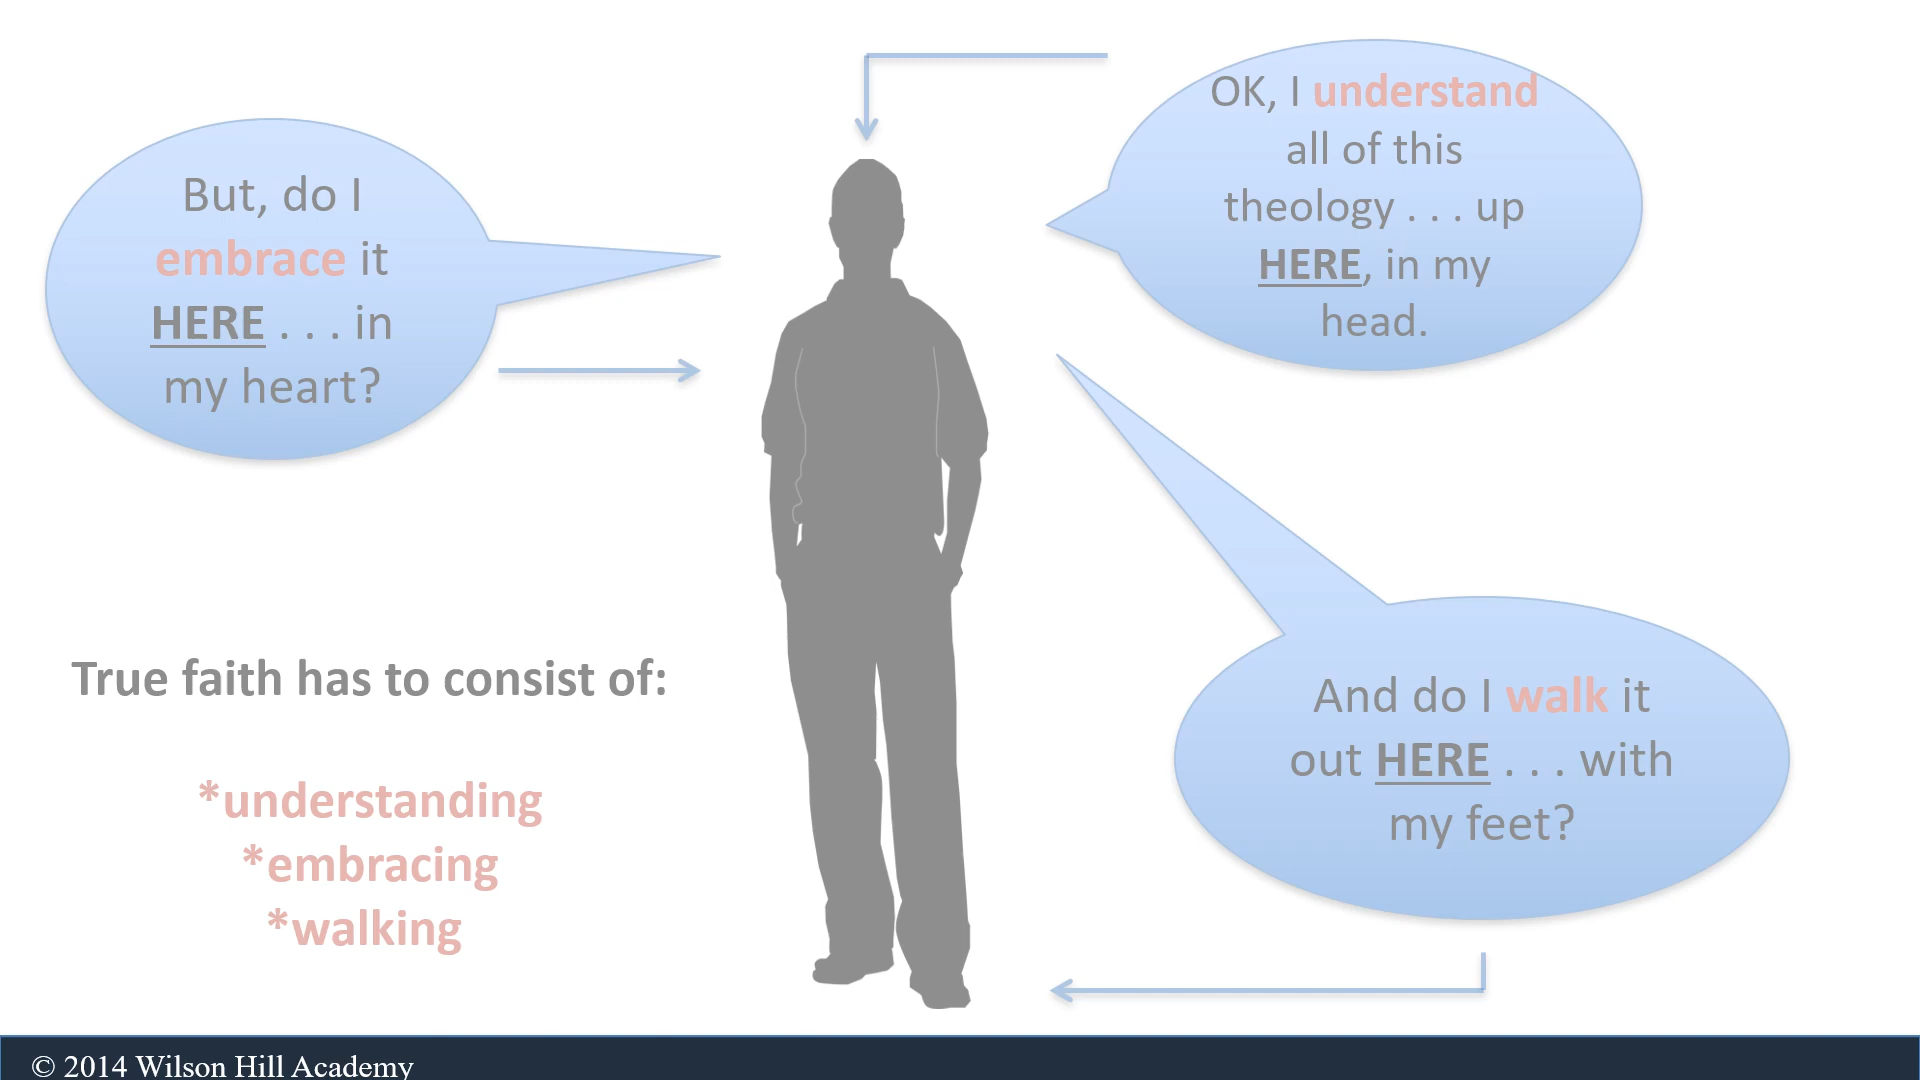 OK, I understand
all of this
theology . . . up
HERE, in my
head.
But, do I
embrace it
HERE . . . in
my heart?
And do I walk it
out HERE . . . with
my feet?
True faith has to consist of:
*understanding
*embracing
*walking
© 2014 Wilson Hill Academy